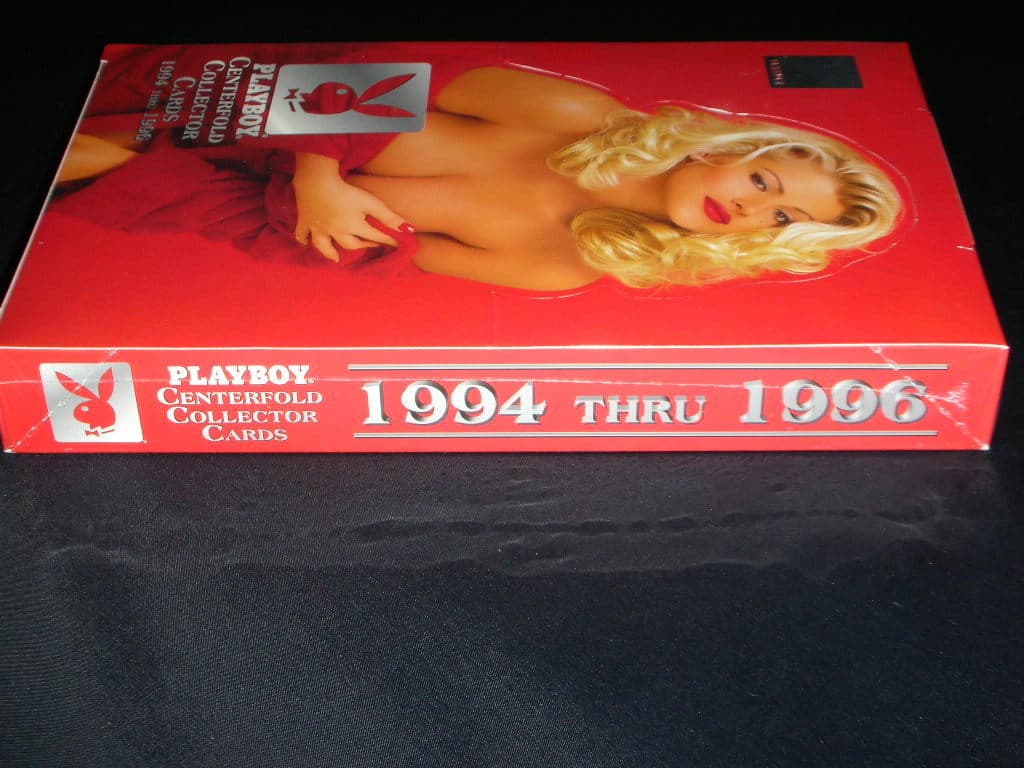 PLAYBOY
CENTERFOLD
COLLECTOR
CARDS
1994 THRU 1996
PLAYBOY
CENTERFOLD
COLLECTOR
CARDS
1994 THRU 1996